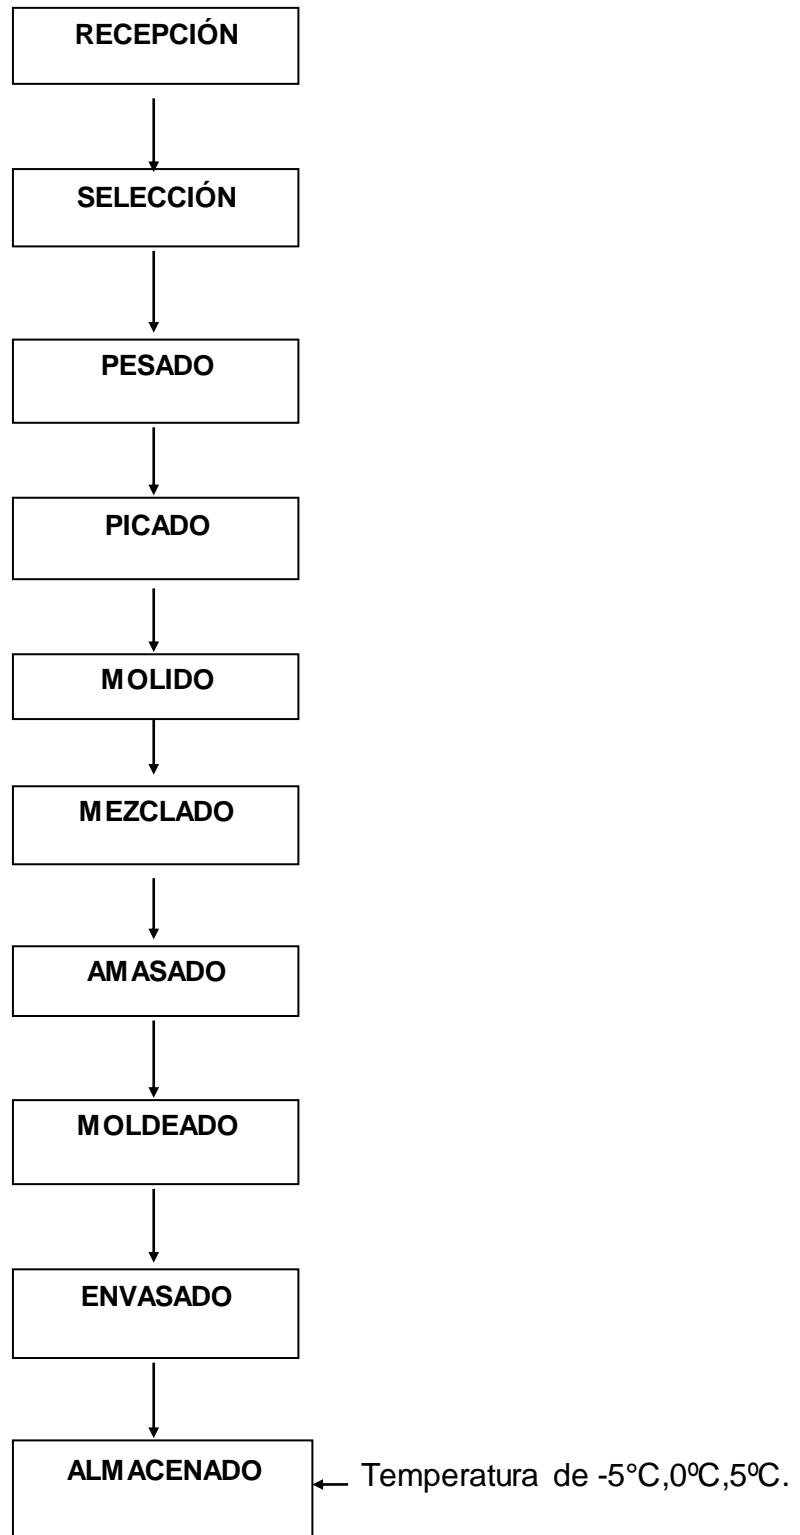 RECEPCIÓN
SELECCIÓN
PESADO
PICADO
MOLIDO
MEZCLADO
AMASADO
MOLDEADO
ENVASADO
ALMACENADO
Temperatura de -5°C,0ºC,5ºC.